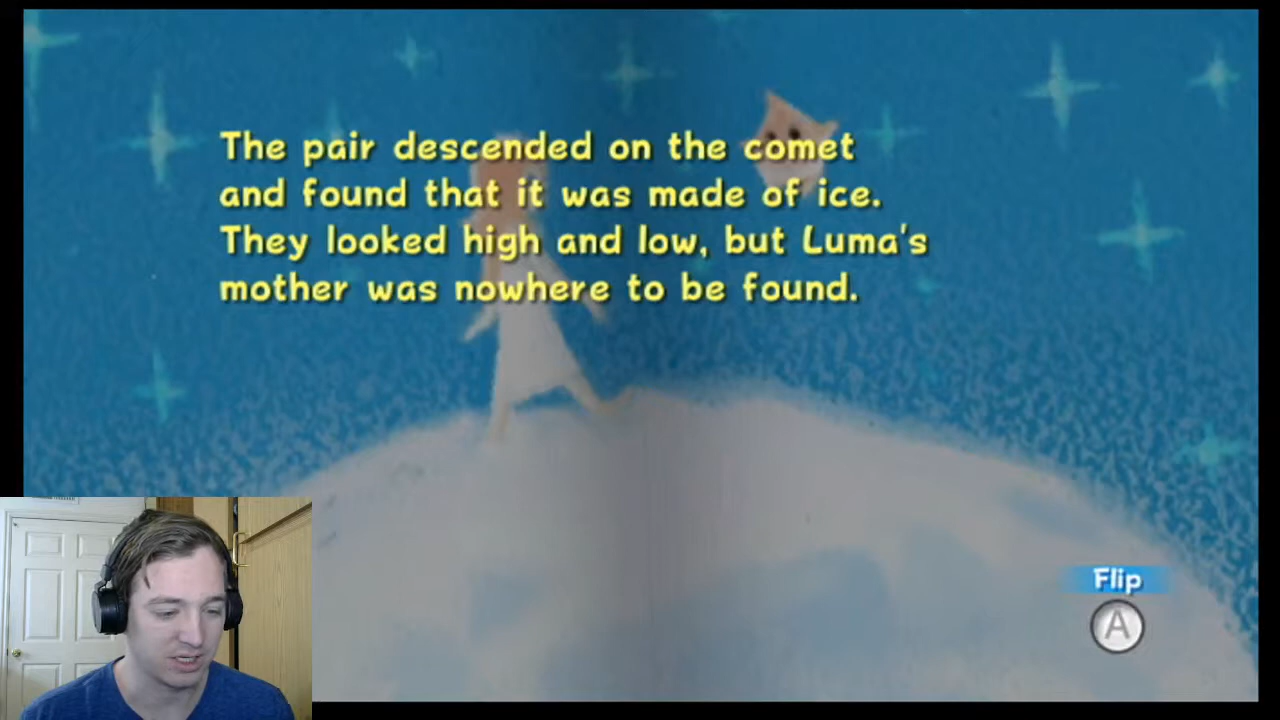 The pair descended on the comet
and found that it was made of ice.
They looked high and low, but Luma's
mother was nowhere to be found.
Flip
A